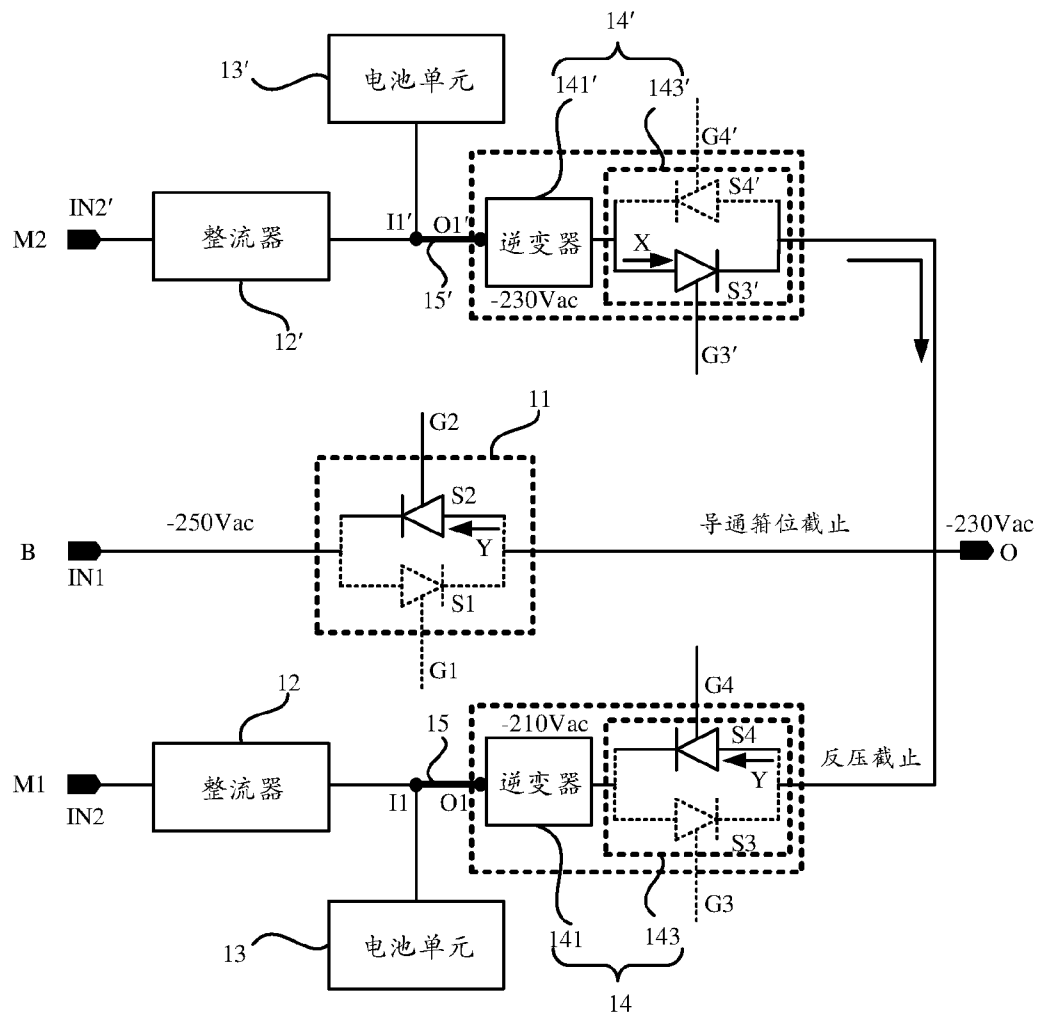 14′
13′
电池单元
141′
143′
G4′
S4′
IN2′
M2
整流器
I1′
O1′
逆变器
X
S3′
15′
-230Vac
12′
G3′
11
G2
-250Vac
S2
Y
导通箝位截止
-230Vac
B
IN1
O
S1
G1
12
G4
15
-210Vac
S4
M1
IN2
整流器
I1
O1
逆变器
Y
反压截止
S3
G3
13
电池单元
141
143
14